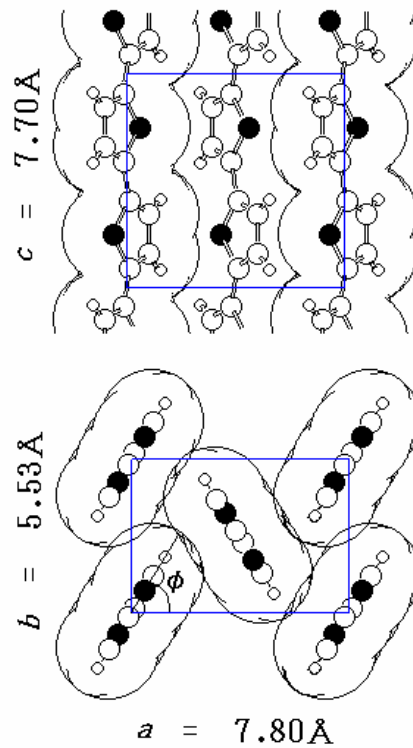 c = 7.70Å
b = 5.53Å
ϕ
a = 7.80Å